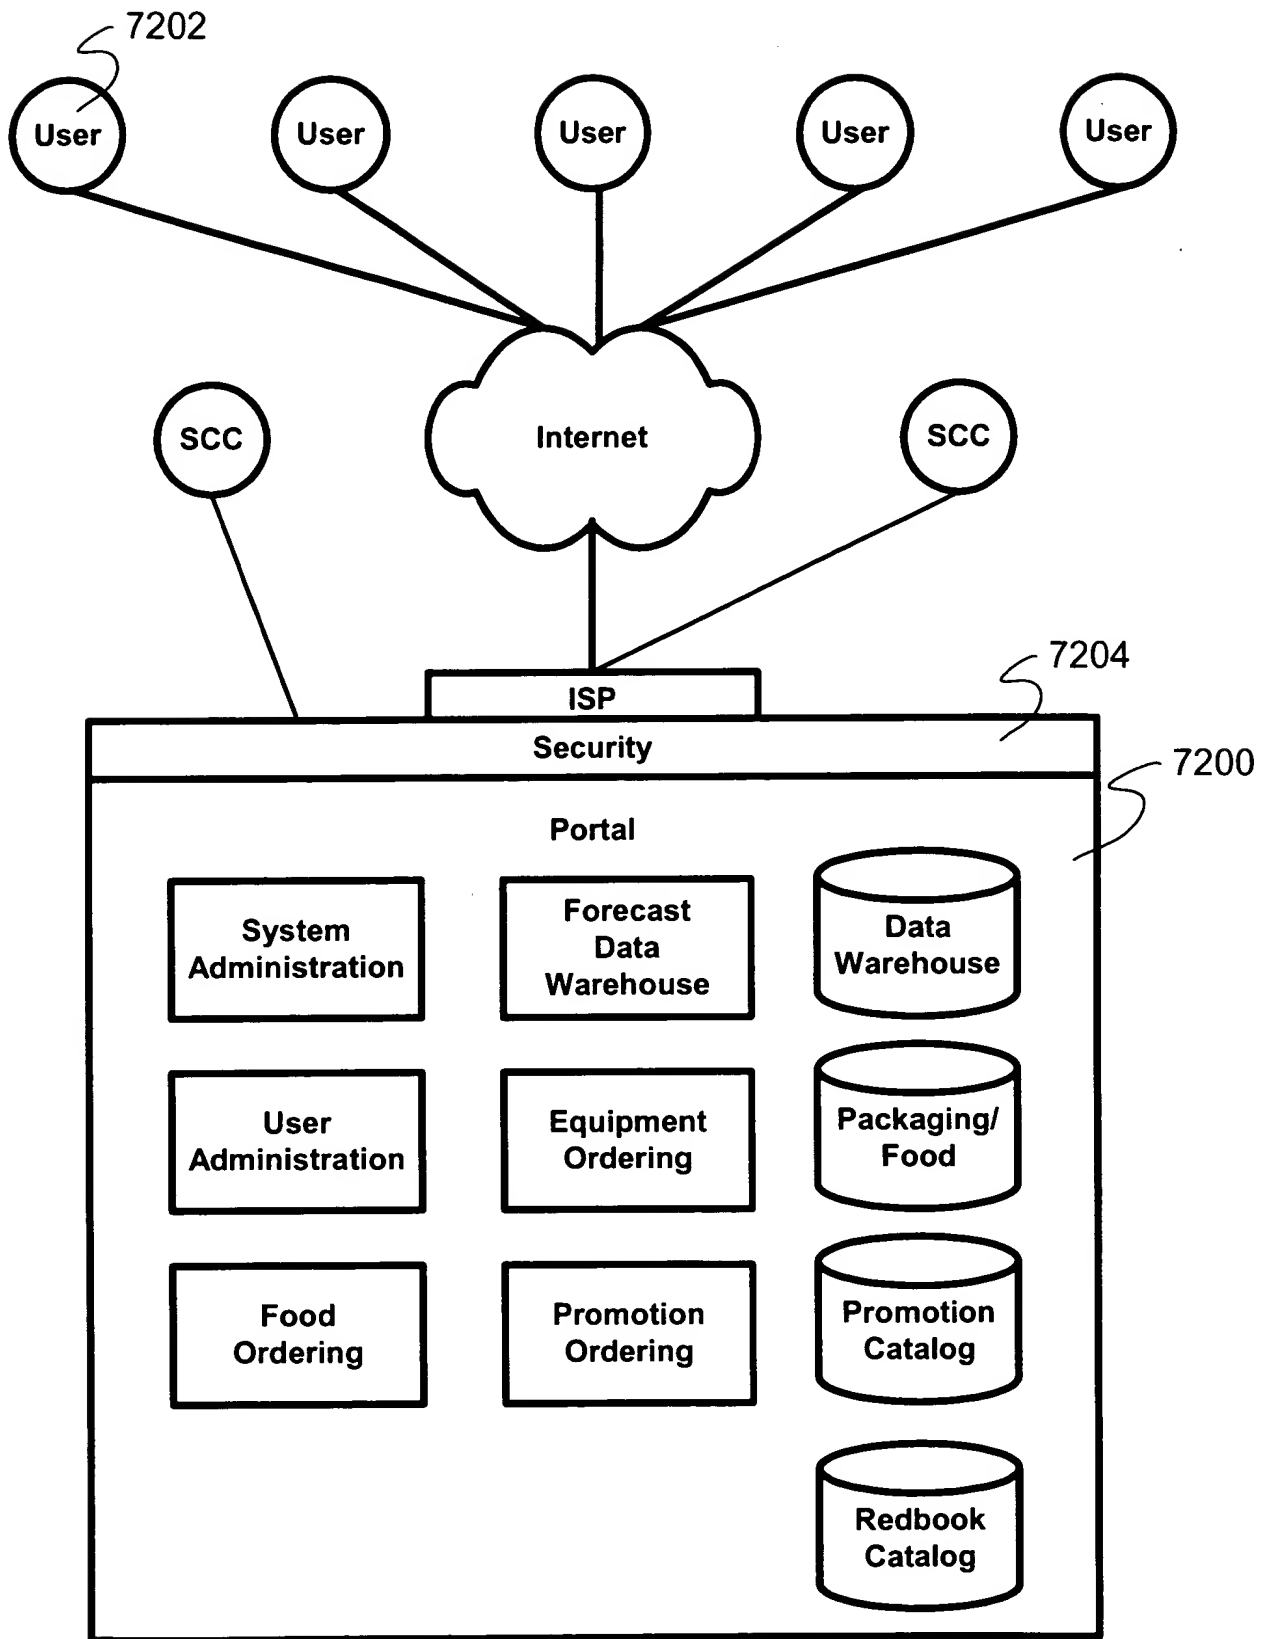 7202
User
User
User
User
User
SCC
Internet
SCC
7204
ISP
Security
7200
Portal
System
Administration
Forecast
Data
Warehouse
Data
Warehouse
User
Administration
Equipment
Ordering
Packaging/
Food
Food
Ordering
Promotion
Ordering
Promotion
Catalog
Redbook
Catalog